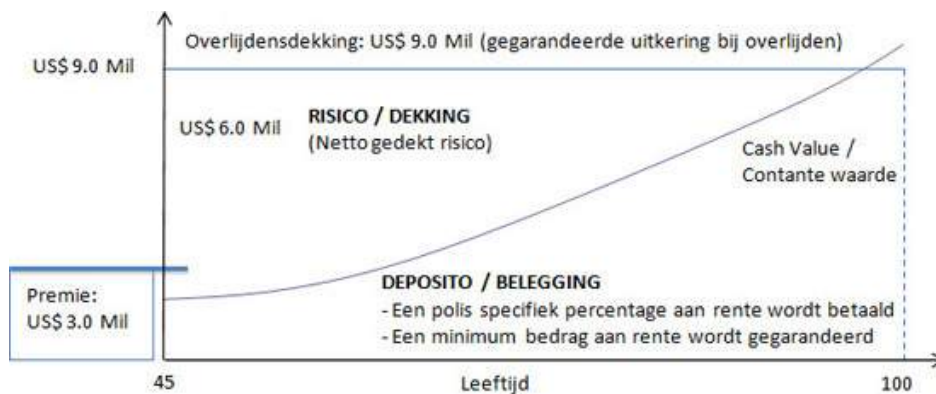 Overlijdensdekking: US$ 9.0 Mil (gegarandeerde uitkering bij overlijden)
US$ 9.0 Mil
RISICO / DEKKING
US$ 6.0 Mil
(Netto gedekt risico)
Cash Value /
Contante waarde
DEPOSITO / BELEGGING
Premie:
US$ 3.0 Mil
- Een polis specifiek percentage aan rente wordt betaald
- Een minimum bedrag aan rente wordt gegarandeerd
45
Leeftijd
100